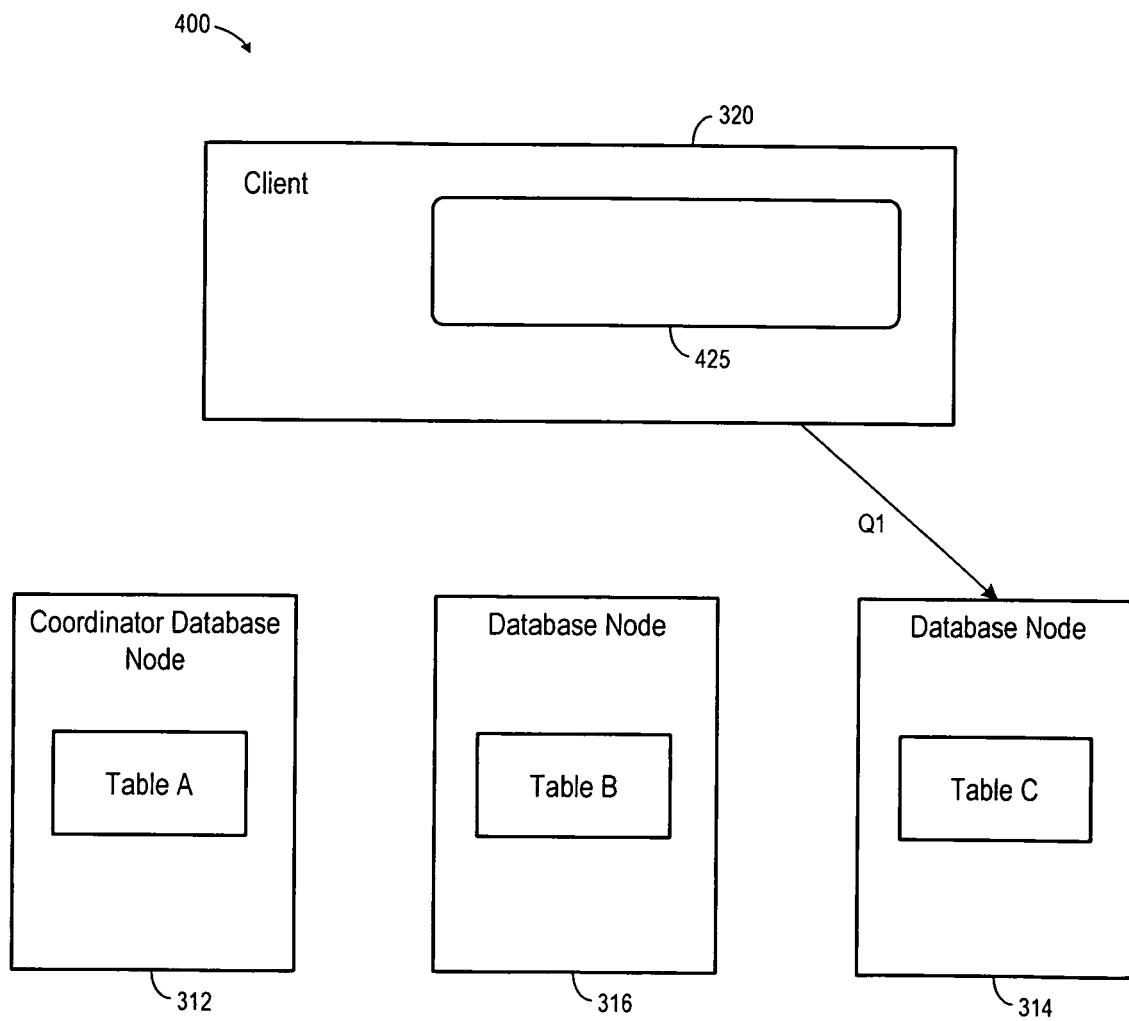 400
320
Client
425
Q1
Coordinator Database
Node
Database Node
Database Node
Table A
Table B
Table C
312
316
314